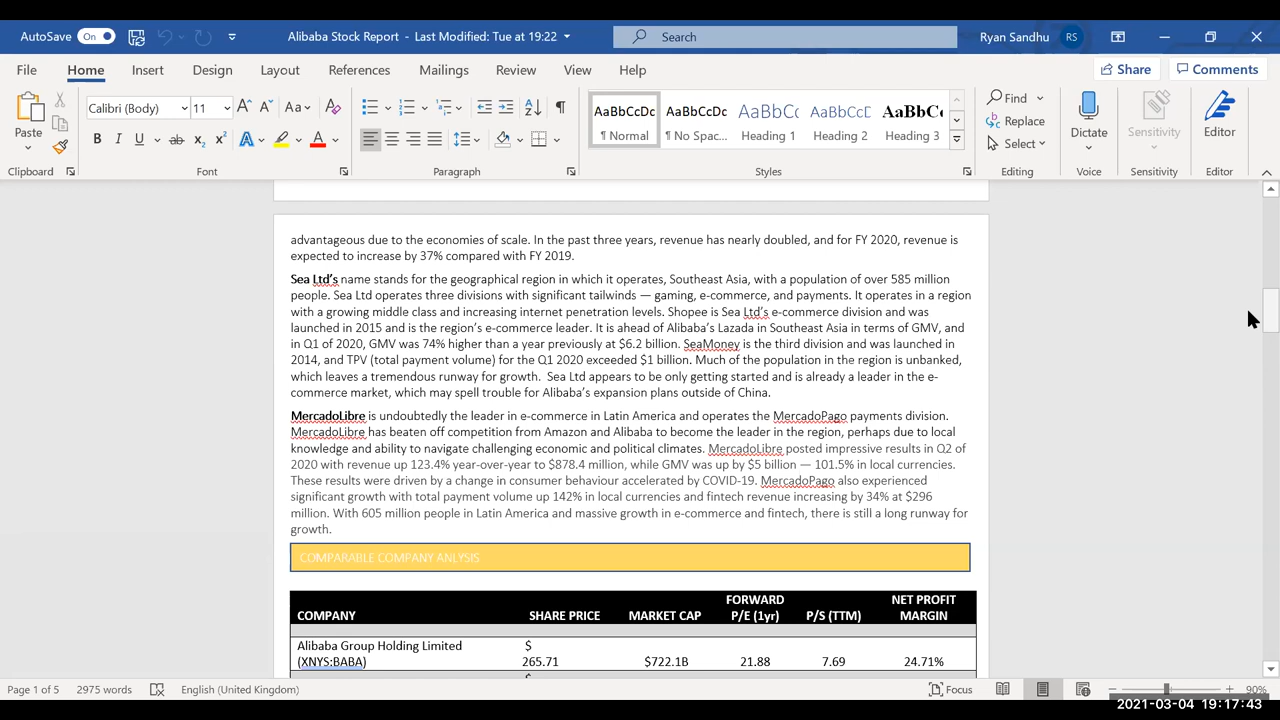 AutoSave On
Alibaba Stock Report - Last Modified: Tue at 19:22
Search
Ryan Sandhu RS
File Home Insert Design Layout References Mailings Review View Help
Share Comments
Paste
Calibri (Body) 11
Aa
B I U ab x₂ x² A A
AaBbCcDc AaBbCcDc AaBbCc AaBbCcD AaBbCc
¶ Normal ¶ No Spac... Heading 1 Heading 2 Heading 3
Find
Replace
Select
Dictate
Sensitivity
Editor
Clipboard Font Paragraph Styles Editing Voice Sensitivity Editor
advantageous due to the economies of scale. In the past three years, revenue has nearly doubled, and for FY 2020, revenue is
expected to increase by 37% compared with FY 2019.
Sea Ltd's name stands for the geographical region in which it operates, Southeast Asia, with a population of over 585 million
people. Sea Ltd operates three divisions with significant tailwinds — gaming, e-commerce, and payments. It operates in a region
with a growing middle class and increasing internet penetration levels. Shopee is Sea Ltd's e-commerce division and was
launched in 2015 and is the region's e-commerce leader. It is ahead of Alibaba's Lazada in Southeast Asia in terms of GMV, and
in Q1 of 2020, GMV was 74% higher than a year previously at $6.2 billion. SeaMoney is the third division and was launched in
2014, and TPV (total payment volume) for the Q1 2020 exceeded $1 billion. Much of the population in the region is unbanked,
which leaves a tremendous runway for growth. Sea Ltd appears to be only getting started and is already a leader in the e-
commerce market, which may spell trouble for Alibaba's expansion plans outside of China.
MercadoLibre is undoubtedly the leader in e-commerce in Latin America and operates the MercadoPago payments division.
MercadoLibre has beaten off competition from Amazon and Alibaba to become the leader in the region, perhaps due to local
knowledge and ability to navigate challenging economic and political climates. MercadoLibre posted impressive results in Q2 of
2020 with revenue up 123.4% year-over-year to $878.4 million, while GMV was up by $5 billion — 101.5% in local currencies.
These results were driven by a change in consumer behaviour accelerated by COVID-19. MercadoPago also experienced
significant growth with total payment volume up 142% in local currencies and fintech revenue increasing by 34% at $296
million. With 605 million people in Latin America and massive growth in e-commerce and fintech, there is still a long runway for
growth.
COMPARABLE COMPANY ANLYSIS
COMPANY SHARE PRICE MARKET CAP FORWARD P/E (1yr) P/S (TTM) NET PROFIT MARGIN
Alibaba Group Holding Limited $
(XNYS:BABA) 265.71 $722.1B 21.88 7.69 24.71%
Page 1 of 5 2975 words English (United Kingdom) Focus 90%
2021-03-04 19:17:43